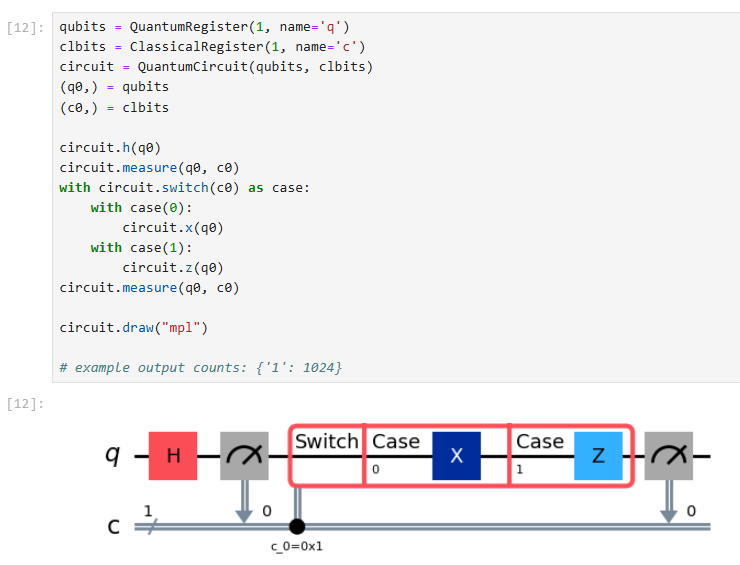 [12]: qubits = QuantumRegister(1, name='q')
clbits = ClassicalRegister(1, name='c')
circuit = QuantumCircuit(qubits, clbits)
(q0,) = qubits
(c0,) = clbits
circuit.h(q0)
circuit.measure(q0, c0)
with circuit.switch(c0) as case:
    with case(0):
        circuit.x(q0)
    with case(1):
        circuit.z(q0)
circuit.measure(q0, c0)
circuit.draw("mpl")
# example output counts: {'1': 1024}
[12]:
Switch Case Case
q H X Z
0 1
1 0 0
c
c_0=0x1